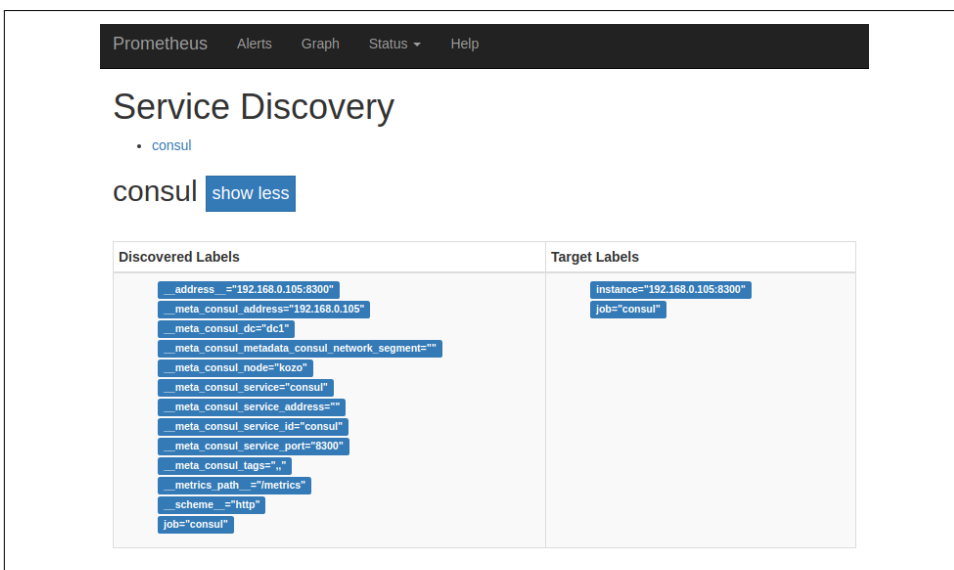 Prometheus Alerts Graph Status Help
Service Discovery
consul
consul show less
Discovered Labels Target Labels
__address__="192.168.0.105:8300" instance="192.168.0.105:8300"
__meta_consul_address="192.168.0.105" job="consul"
__meta_consul_dc="dc1"
__meta_consul_metadata_consul_network_segment=""
__meta_consul_node="kozo"
__meta_consul_service="consul"
__meta_consul_service_address=""
__meta_consul_service_id="consul"
__meta_consul_service_port="8300"
__meta_consul_tags=",,"
__metrics_path__="/metrics"
__scheme__="http"
job="consul"